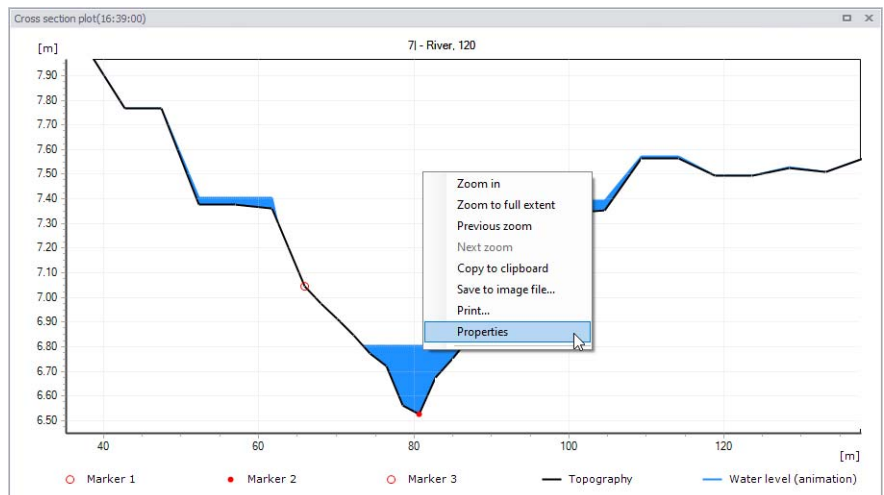 Cross section plot(16:39:00)
[m]
7| - River, 120
7.90
7.80
7.70
7.60
7.50
7.40
7.30
7.20
7.10
7.00
6.90
6.80
6.70
6.60
6.50
Zoom in
Zoom to full extent
Previous zoom
Next zoom
Copy to clipboard
Save to image file...
Print...
Properties
40 60 80 100 120
[m]
Marker 1 Marker 2 Marker 3 Topography Water level (animation)